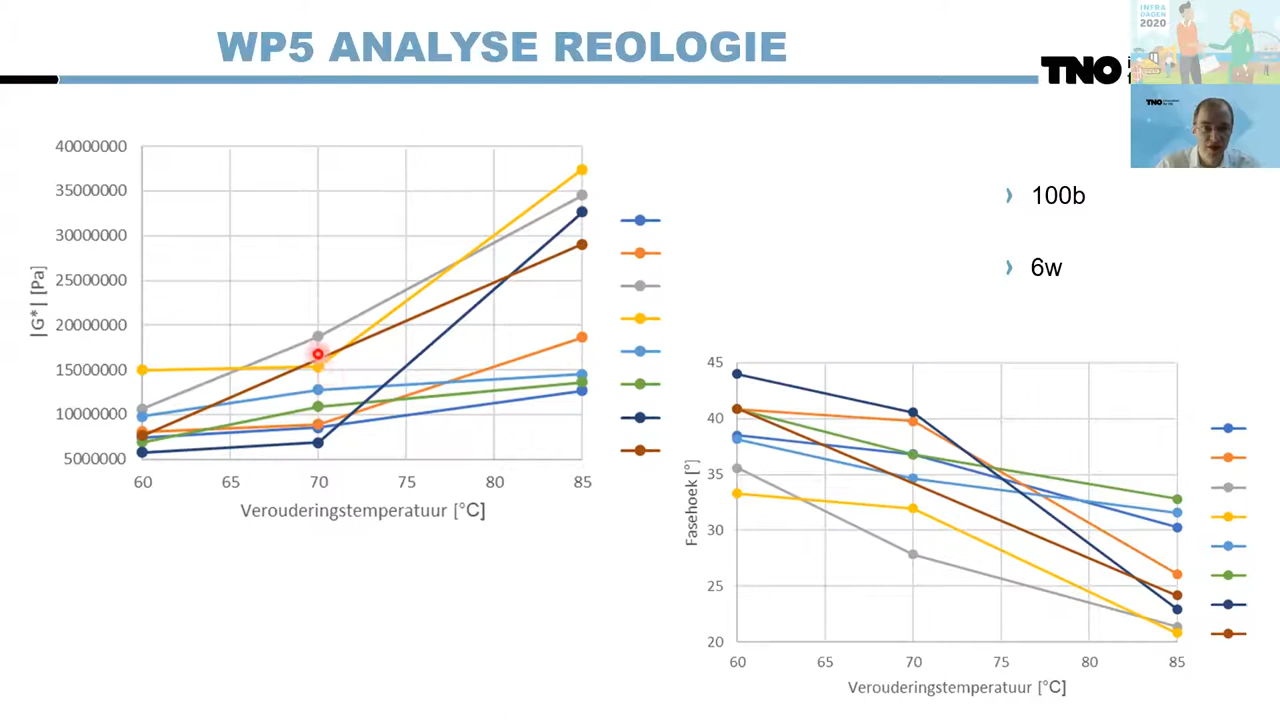 WP5 ANALYSE REOLOGIE
TNO
INFRA
DAGEN
2020
TNO
100b
6w
|G*| [Pa]
40000000
35000000
30000000
25000000
20000000
15000000
10000000
5000000
60
65
70
75
80
85
Verouderingstemperatuur [°C]
Fasehoek [°]
45
40
35
30
25
20
60
65
70
75
80
85
Verouderingstemperatuur [°C]